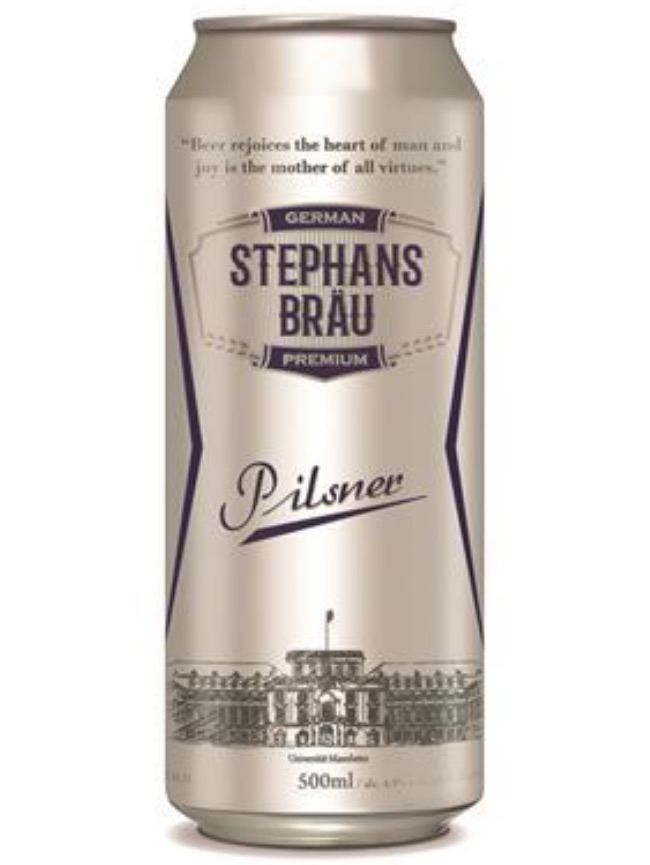 "Beer rejoices the heart of man and
joy is the mother of all virtues."
GERMAN
STEPHANS
BRÄU
PREMIUM
Pilsner
Universität Mannheim
500ml / alc.